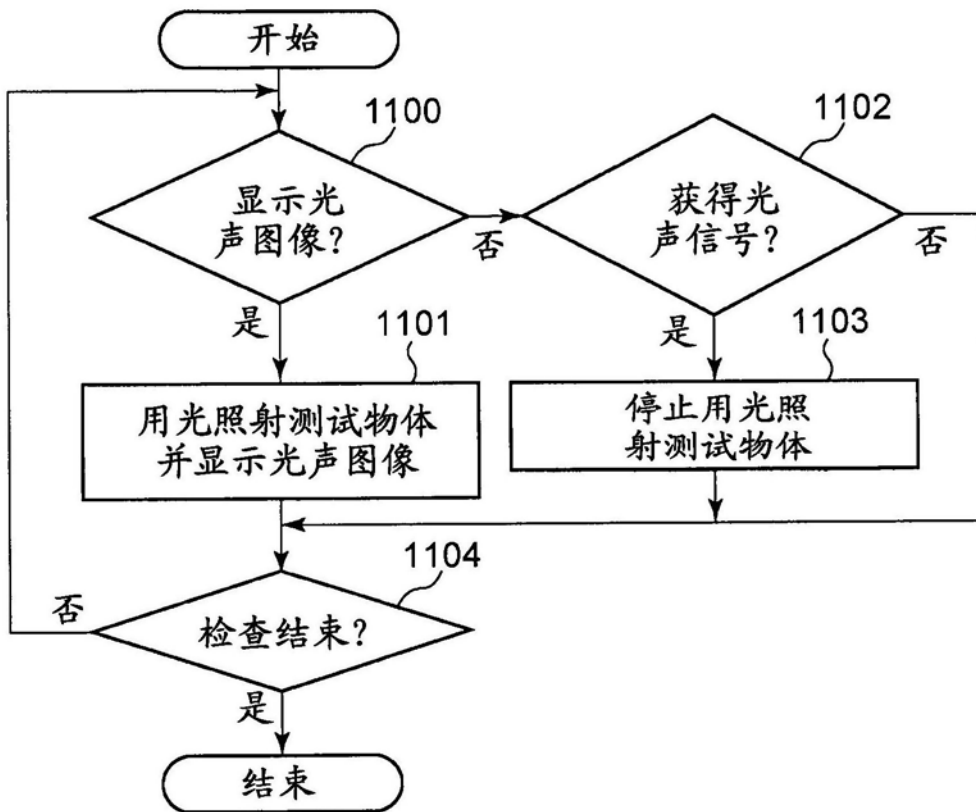 开始
1100
显示光
声图像？
是
否
1102
获得光
声信号？
是
否
1101
用光照射测试物体
并显示光声图像
1103
停止用光照
射测试物体
1104
检查结束？
否
是
结束